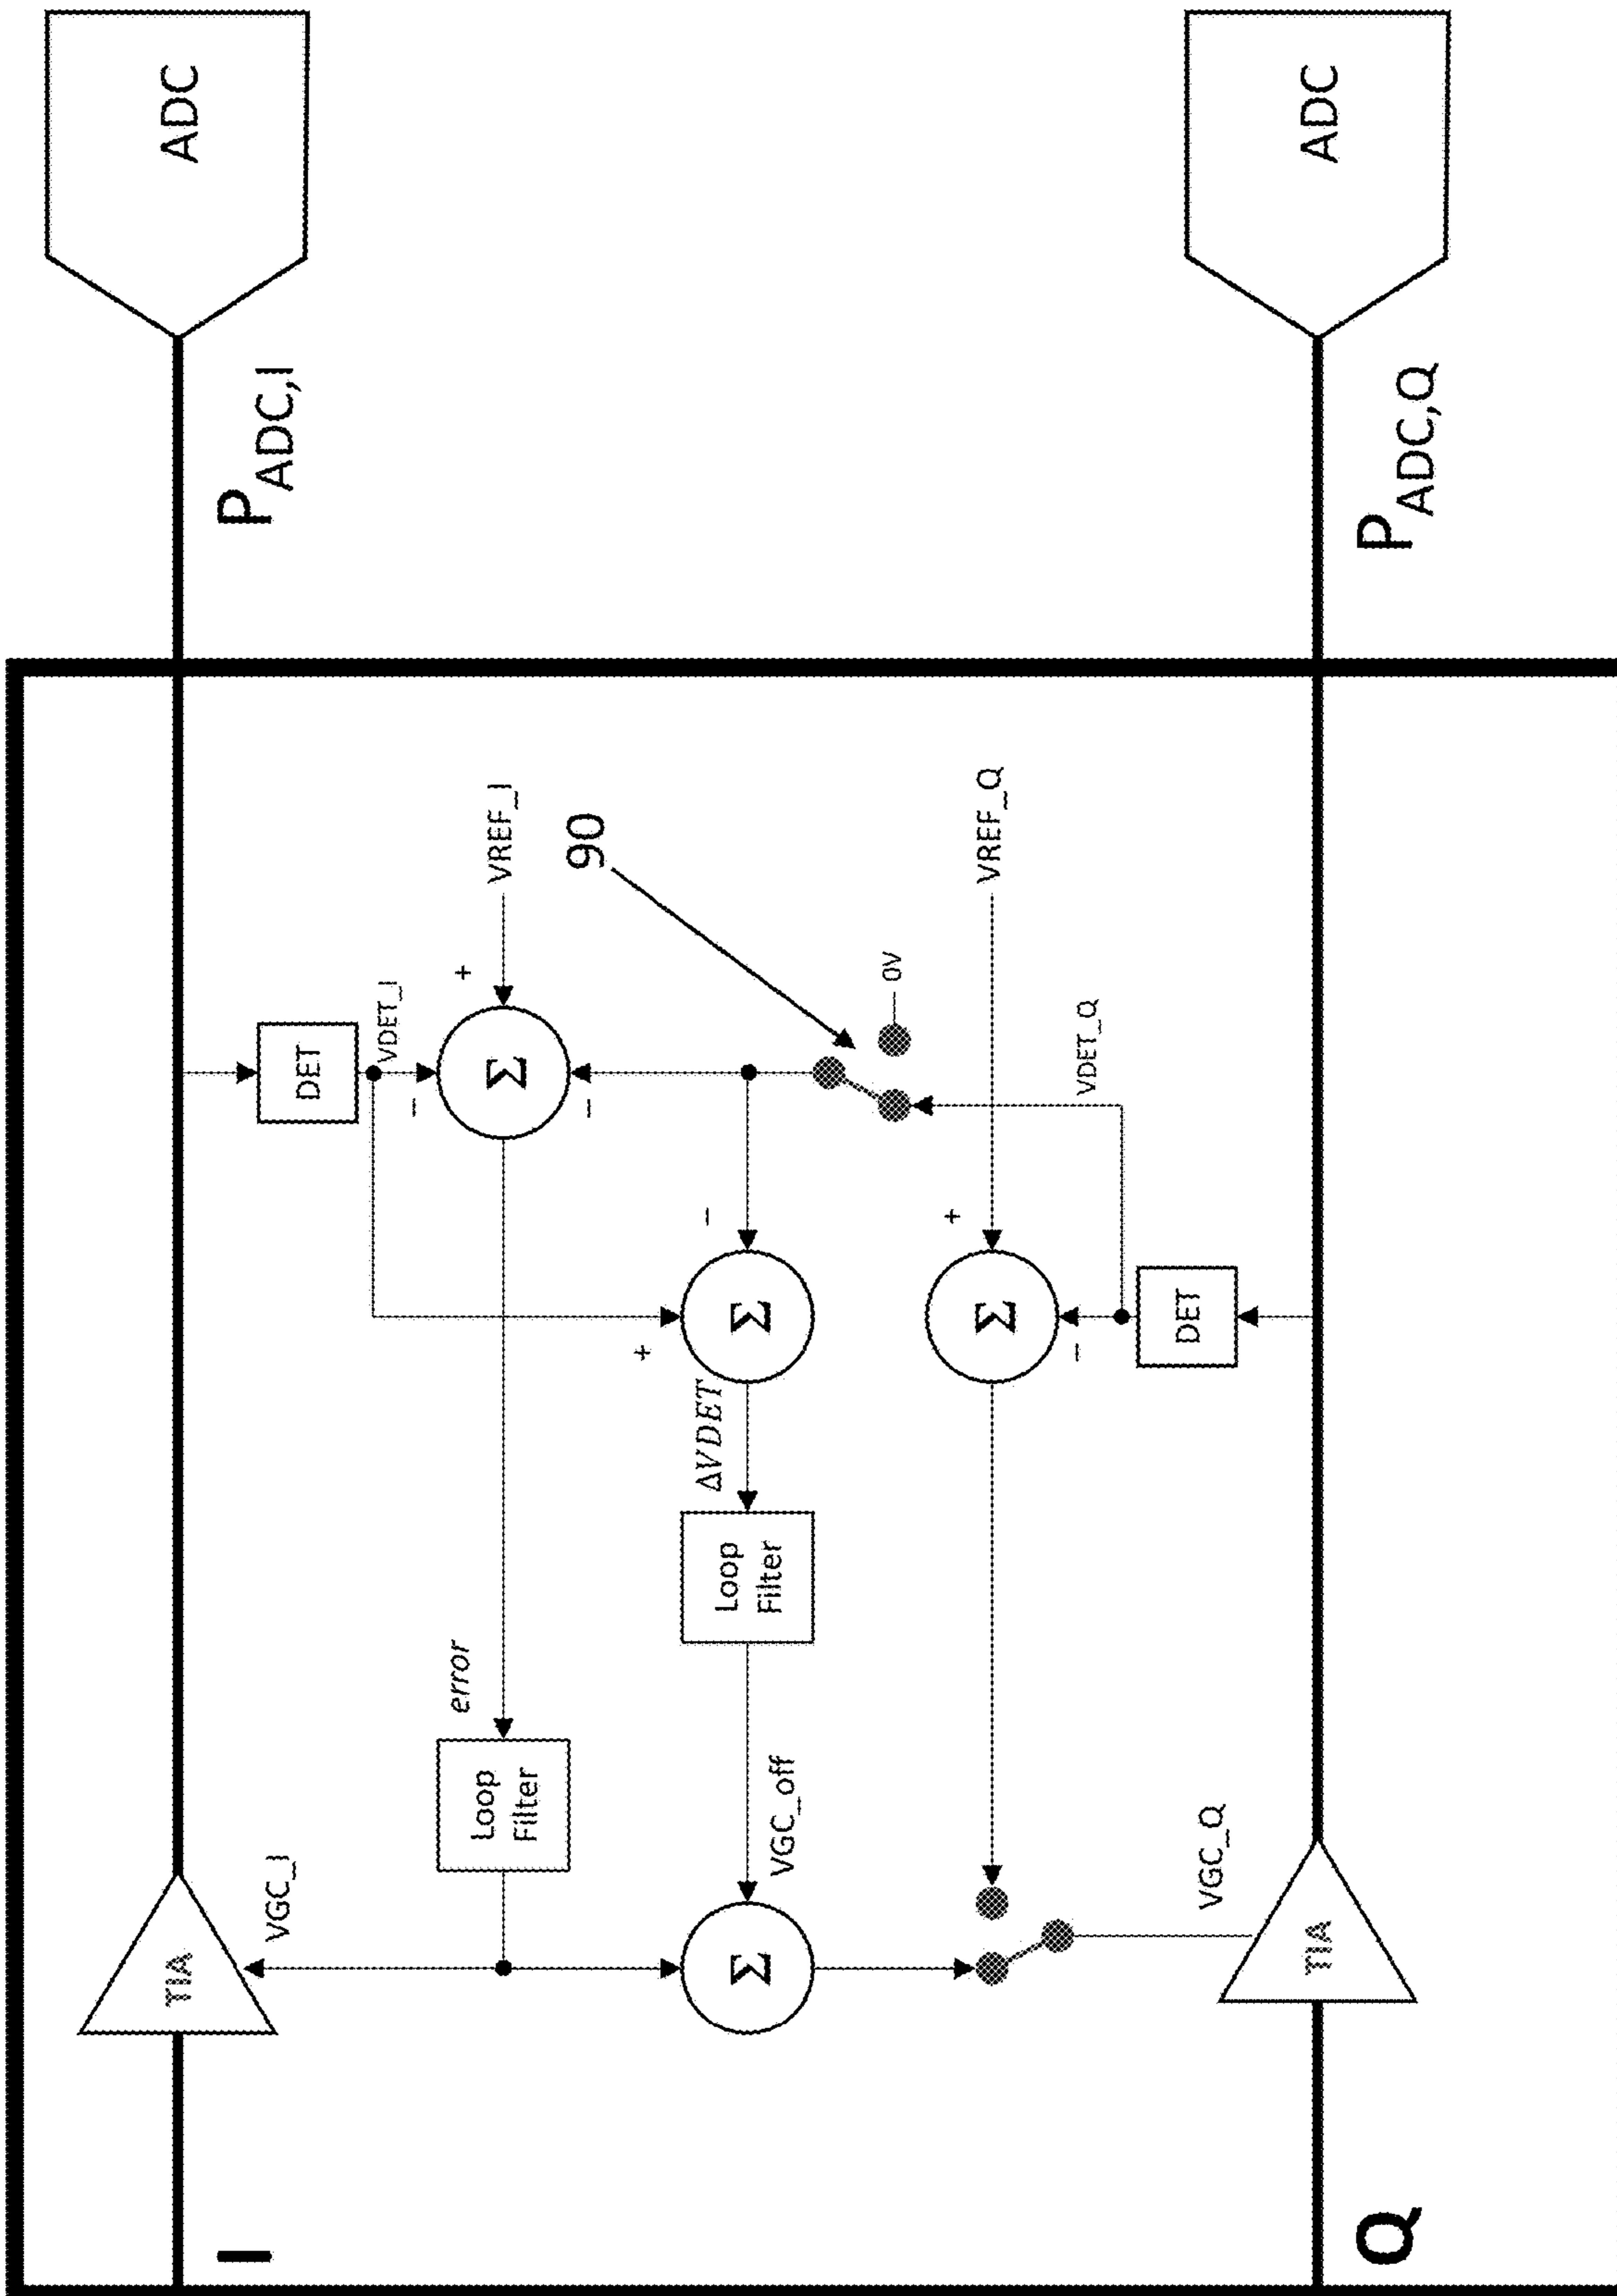 I
TIA
VGC_I
DET
VDET_I
ADC
P_ADC,I
Loop
Filter
error
Σ
+
−
−
VREF_I
90
Σ
VGC_off
Loop
Filter
ΔVDET
Σ
+
−
0V
Σ
+
−
VREF_Q
VDET_Q
DET
VGC_Q
TIA
Q
P_ADC,Q
ADC